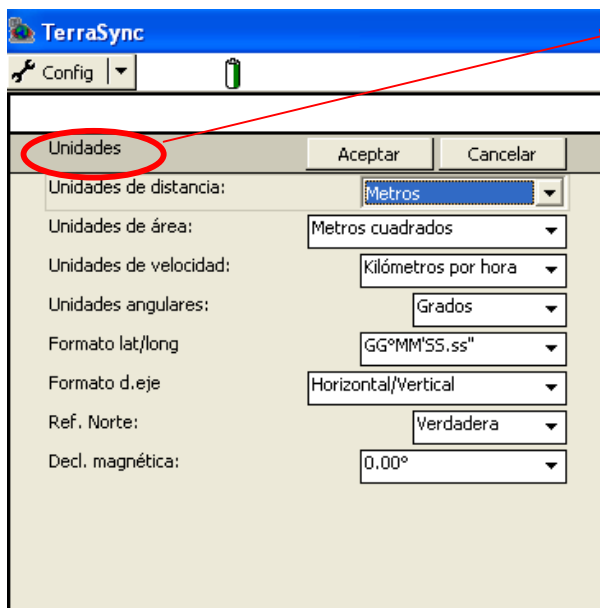 TerraSync
Config
Unidades Aceptar Cancelar
Unidades de distancia: Metros
Unidades de área: Metros cuadrados
Unidades de velocidad: Kilómetros por hora
Unidades angulares: Grados
Formato lat/long GG°MM'SS.ss"
Formato d.eje Horizontal/Vertical
Ref. Norte: Verdadera
Decl. magnética: 0.00°